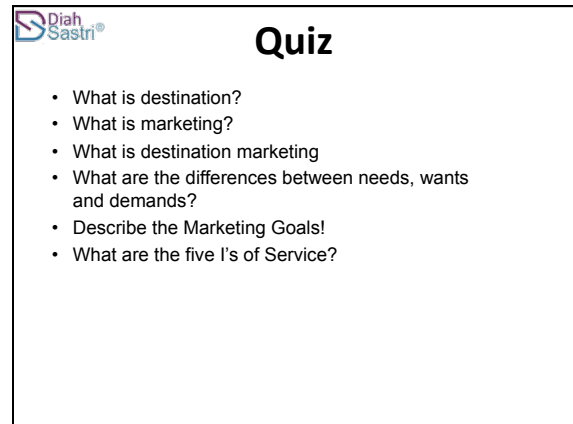 Diah
Sastri®
Quiz
• What is destination?
• What is marketing?
• What is destination marketing
• What are the differences between needs, wants
and demands?
• Describe the Marketing Goals!
• What are the five I’s of Service?